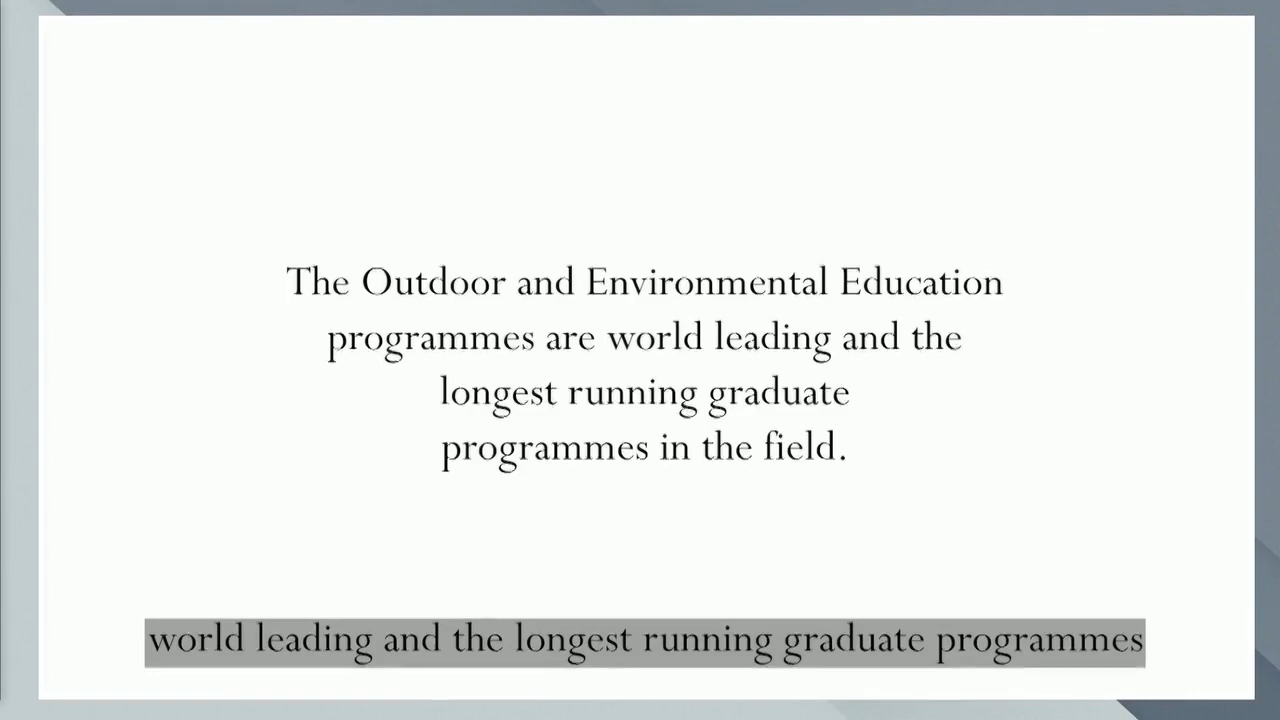 The Outdoor and Environmental Education
programmes are world leading and the
longest running graduate
programmes in the field.
world leading and the longest running graduate programmes